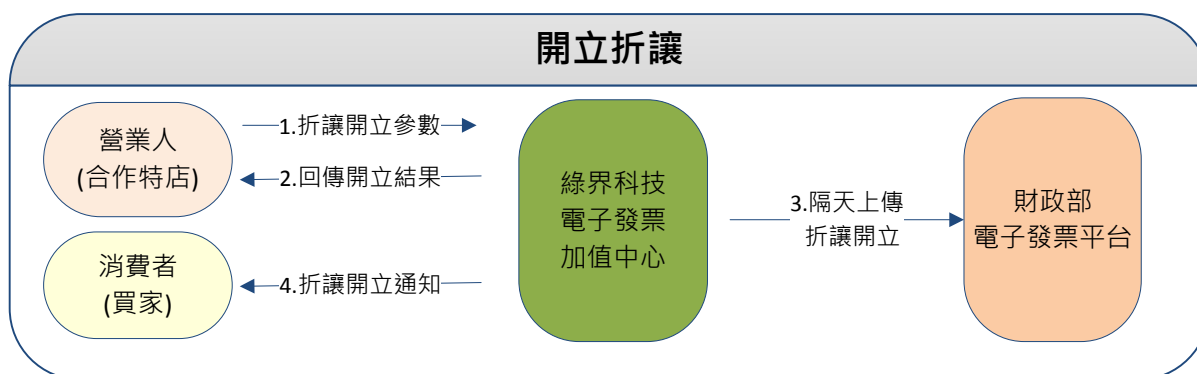 開立折讓
營業人
(合作特店)
1.折讓開立參數
2.回傳開立結果
消費者
(買家)
4.折讓開立通知
綠界科技
電子發票
加值中心
3.隔天上傳
折讓開立
財政部
電子發票平台